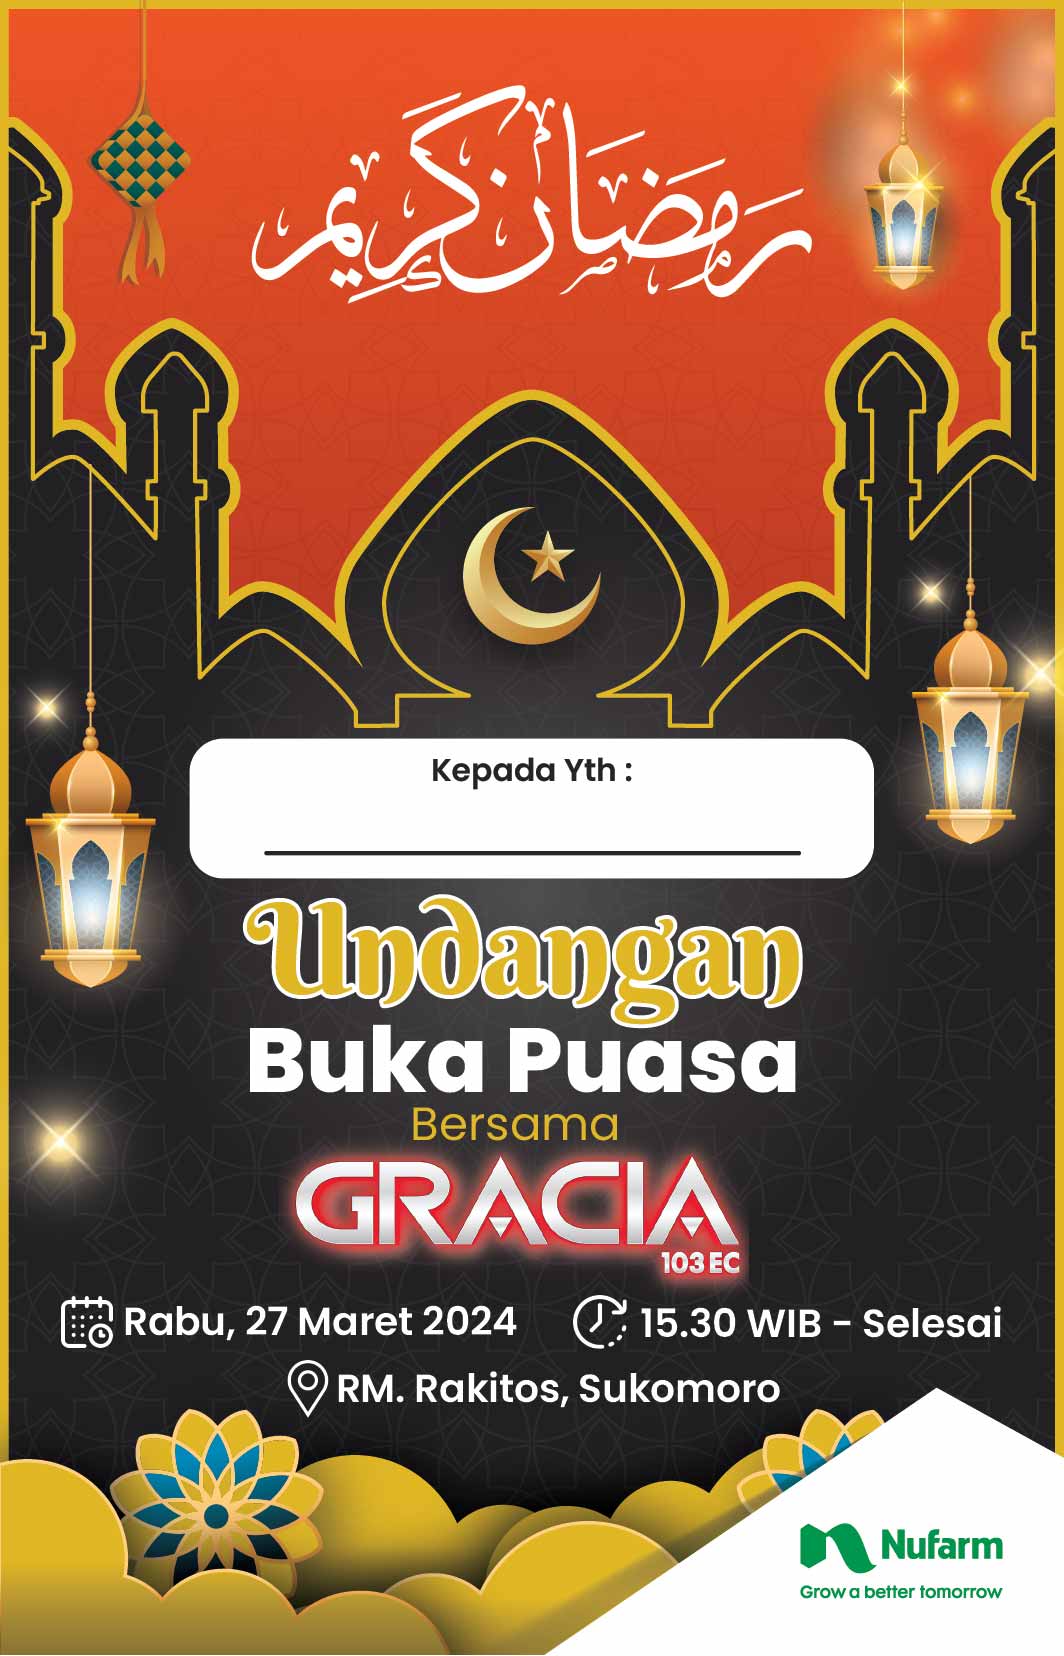 رمضان كريم
Kepada Yth :
Undangan
Buka Puasa
Bersama
GRACIA
103 EC
Rabu, 27 Maret 2024
15.30 WIB - Selesai
RM. Rakitos, Sukomoro
Nufarm
Grow a better tomorrow